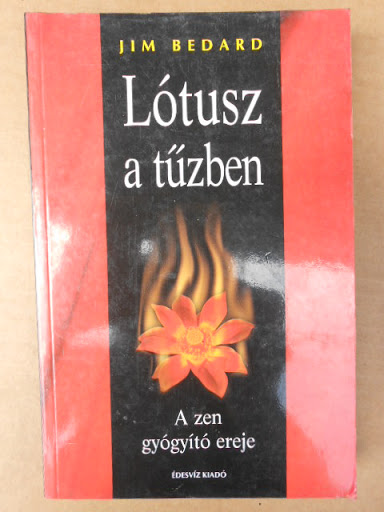 JIM BEDARD
Lótusz
a tűzben
A zen
gyógyító ereje
ÉDESVÍZ KIADÓ